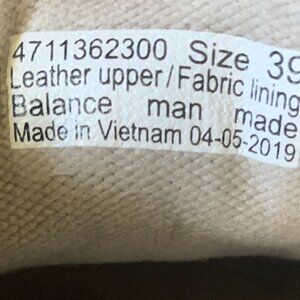 4711362300 Size 39
Leather upper / Fabric lining
Balance man made
Made in Vietnam 04-05-2019